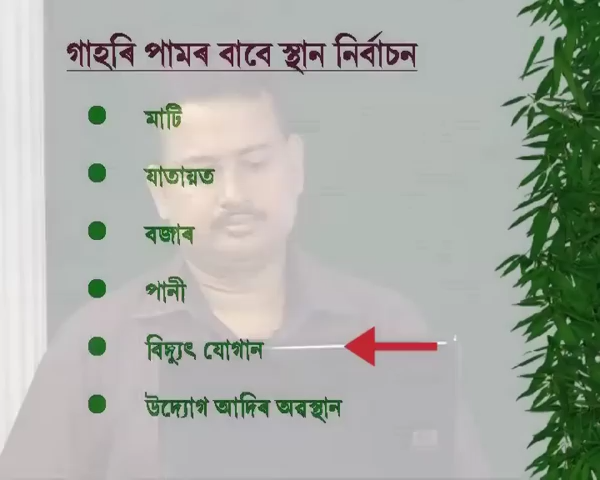 গাহৰি পামৰ বাবে স্থান নিৰ্বাচন
মাটি
যাতায়ত
বজাৰ
পানী
বিদ্যুৎ যোগান
উদ্যোগ আদিৰ অৱস্থান